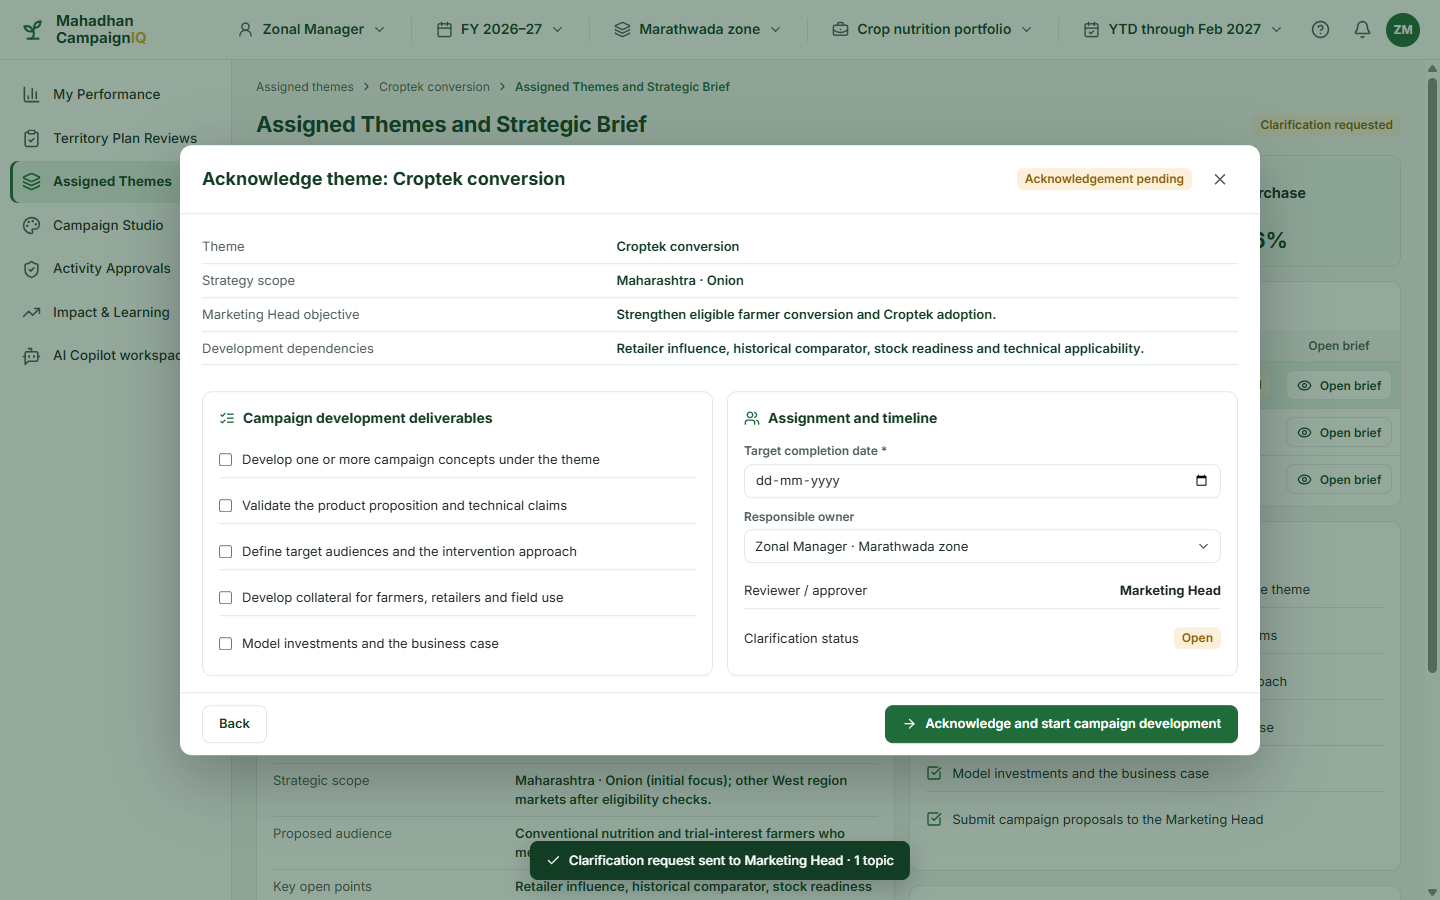 Mahadhan
CampaignIQ
Zonal Manager
FY 2026–27
Marathwada zone
Crop nutrition portfolio
YTD through Feb 2027
ZM
My Performance
Territory Plan Reviews
Assigned Themes
Campaign Studio
Activity Approvals
Impact & Learning
AI Copilot workspac
Assigned themes > Croptek conversion > Assigned Themes and Strategic Brief
Assigned Themes and Strategic Brief
Clarification requested
rchase
6%
Open brief
Open brief
Open brief
Open brief
Acknowledge theme: Croptek conversion
Acknowledgement pending
Theme
Croptek conversion
Strategy scope
Maharashtra · Onion
Marketing Head objective
Strengthen eligible farmer conversion and Croptek adoption.
Development dependencies
Retailer influence, historical comparator, stock readiness and technical applicability.
Campaign development deliverables
Develop one or more campaign concepts under the theme
Validate the product proposition and technical claims
Define target audiences and the intervention approach
Develop collateral for farmers, retailers and field use
Model investments and the business case
Assignment and timeline
Target completion date *
dd-mm-yyyy
Responsible owner
Zonal Manager · Marathwada zone
Reviewer / approver
Marketing Head
Clarification status
Open
Back
Acknowledge and start campaign development
e theme
ms
oach
se
Model investments and the business case
Submit campaign proposals to the Marketing Head
Strategic scope
Maharashtra · Onion (initial focus); other West region
markets after eligibility checks.
Proposed audience
Conventional nutrition and trial-interest farmers who
me
Key open points
Retailer influence, historical comparator, stock readiness
Clarification request sent to Marketing Head · 1 topic